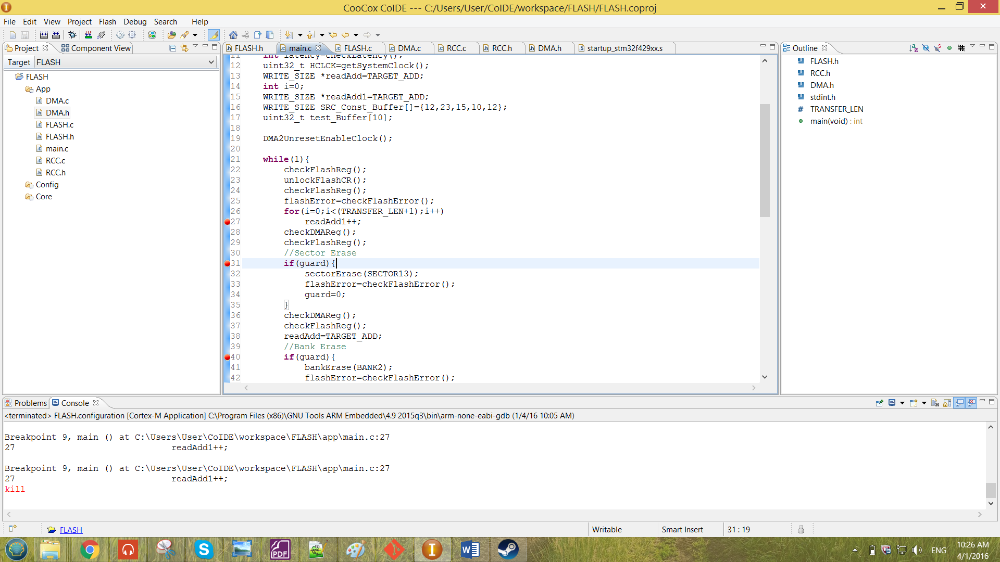 CooCox CoIDE --- C:/Users/User/CoIDE/workspace/FLASH/FLASH.coproj
File Edit View Project Flash Debug Search Help
Project Component View
Target FLASH
FLASH
App
DMA.c
DMA.h
FLASH.c
FLASH.h
main.c
RCC.c
RCC.h
Config
Core
FLASH.h main.c FLASH.c DMA.c RCC.c RCC.h DMA.h startup_stm32f429xx.s
11 int latency=checkLatency();
12 uint32_t HCLCK=getSystemClock();
13 WRITE_SIZE *readAdd=TARGET_ADD;
14 int i=0;
15 WRITE_SIZE *readAdd1=TARGET_ADD;
16 WRITE_SIZE SRC_Const_Buffer[]={12,23,15,10,12};
17 uint32_t test_Buffer[10];
18
19 DMA2UnresetEnableClock();
20
21 while(1){
22 checkFlashReg();
23 unlockFlashCR();
24 checkFlashReg();
25 flashError=checkFlashError();
26 for(i=0;i<(TRANSFER_LEN+1);i++)
27 readAdd1++;
28 checkDMAReg();
29 checkFlashReg();
30 //Sector Erase
31 if(guard){
32 sectorErase(SECTOR13);
33 flashError=checkFlashError();
34 guard=0;
35 }
36 checkDMAReg();
37 checkFlashReg();
38 readAdd=TARGET_ADD;
39 //Bank Erase
40 if(guard){
41 bankErase(BANK2);
42 flashError=checkFlashError();
Outline
FLASH.h
RCC.h
DMA.h
stdint.h
# TRANSFER_LEN
main(void) : int
Problems Console
<terminated> FLASH.configuration [Cortex-M Application] C:\Program Files (x86)\GNU Tools ARM Embedded\4.9 2015q3\bin\arm-none-eabi-gdb (1/4/16 10:05 AM)
Breakpoint 9, main () at C:\Users\User\CoIDE\workspace\FLASH\app\main.c:27
27 readAdd1++;
Breakpoint 9, main () at C:\Users\User\CoIDE\workspace\FLASH\app\main.c:27
27 readAdd1++;
kill
FLASH
Writable
Smart Insert
31 : 19
PDF
ENG
10:26 AM
4/1/2016